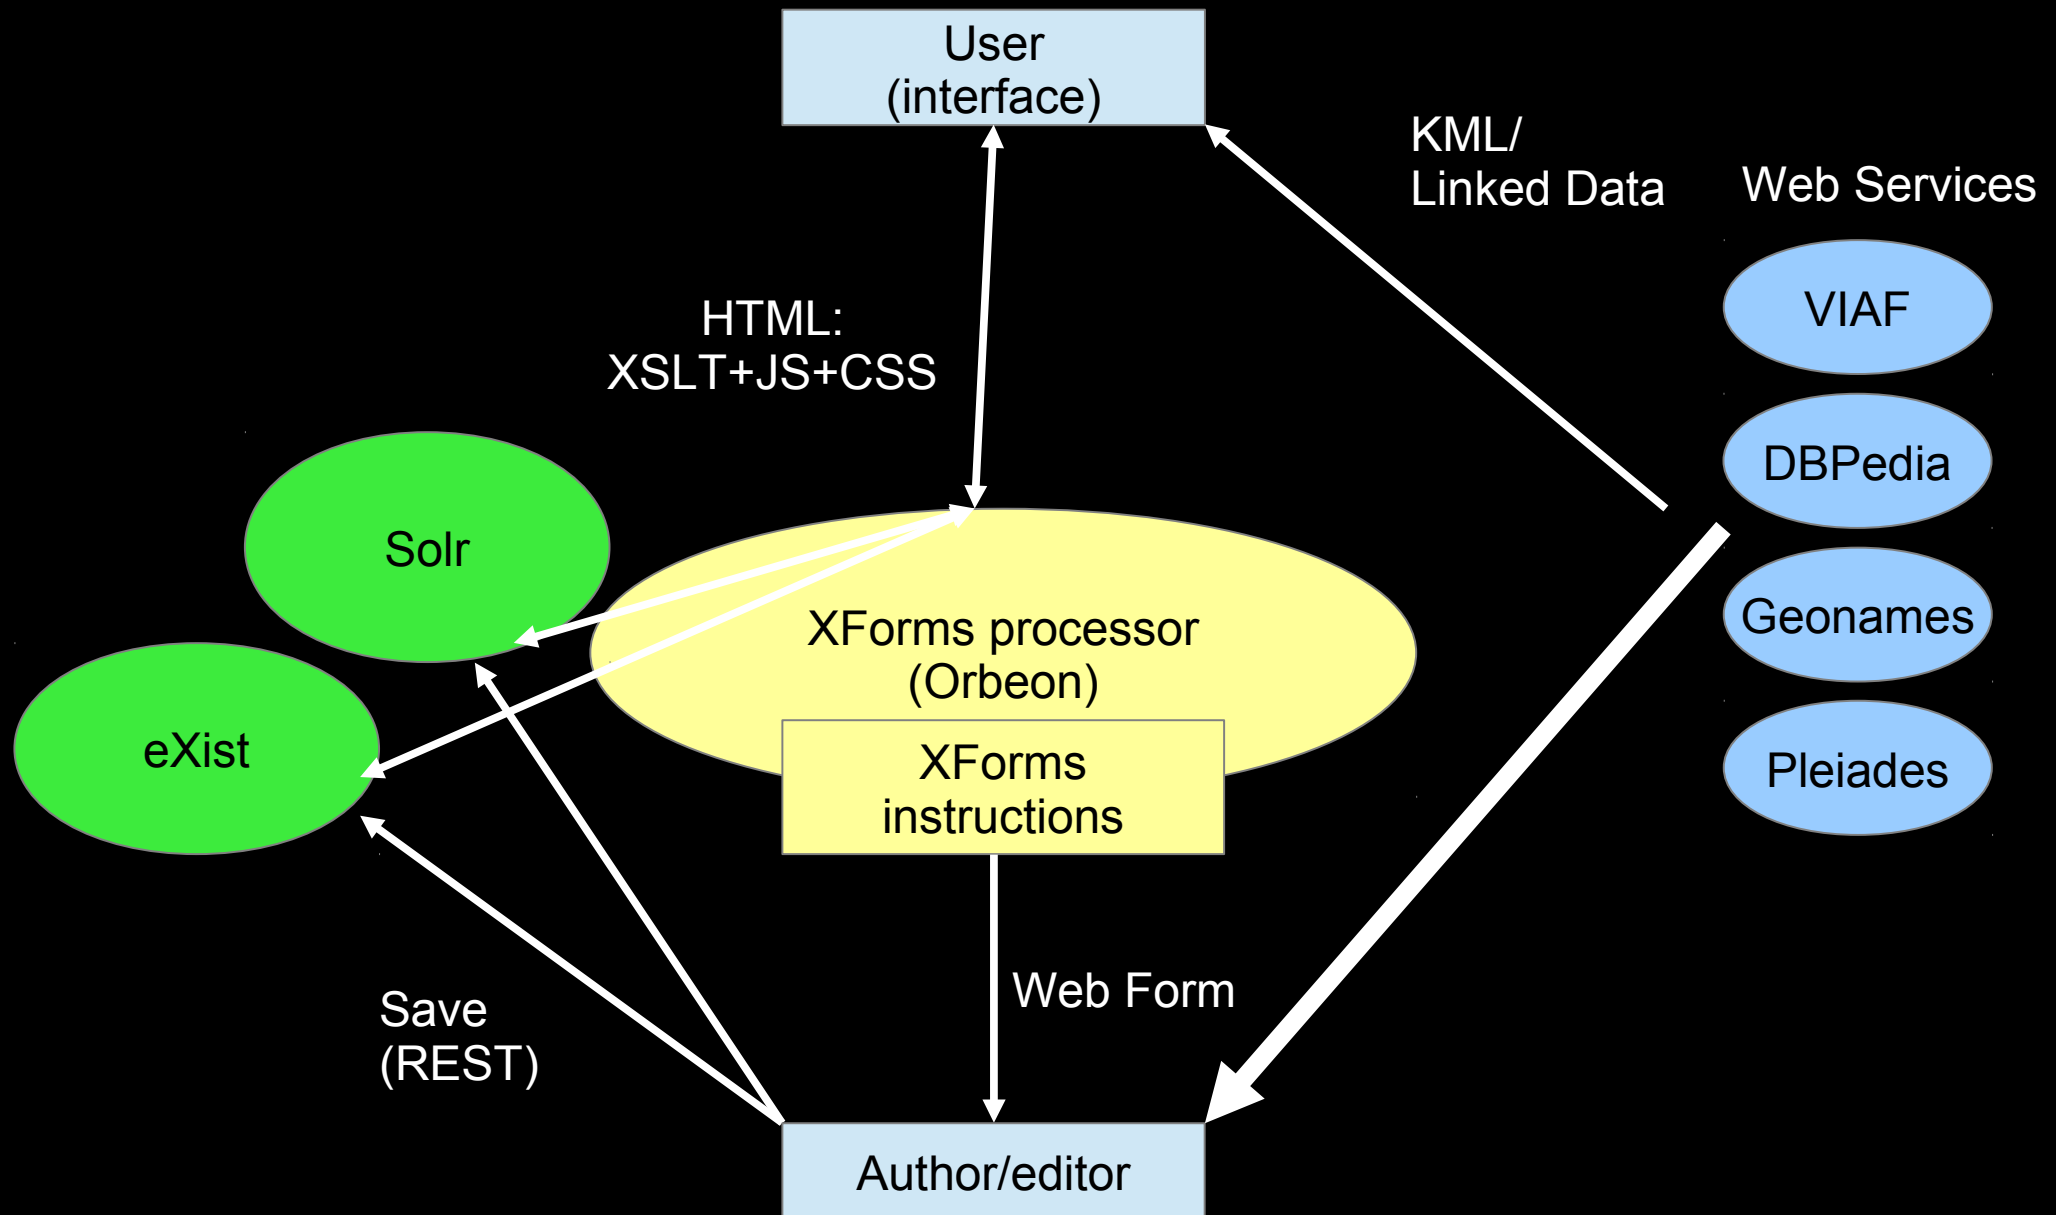 User
(interface)
KML/
Linked Data
Web Services
VIAF
HTML:
XSLT+JS+CSS
DBPedia
Solr
Geonames
XForms processor
(Orbeon)
eXist
XForms
instructions
Pleiades
Save
(REST)
Web Form
Author/editor